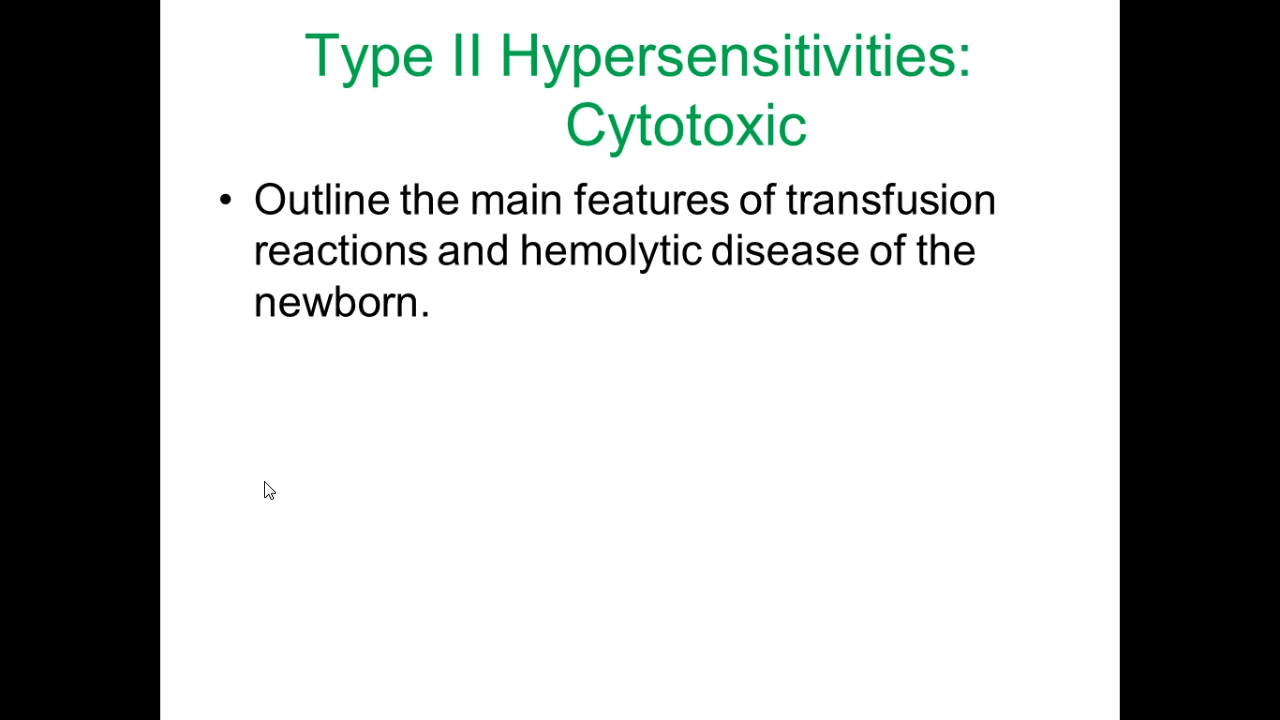 Type II Hypersensitivities:
Cytotoxic
• Outline the main features of transfusion
reactions and hemolytic disease of the
newborn.